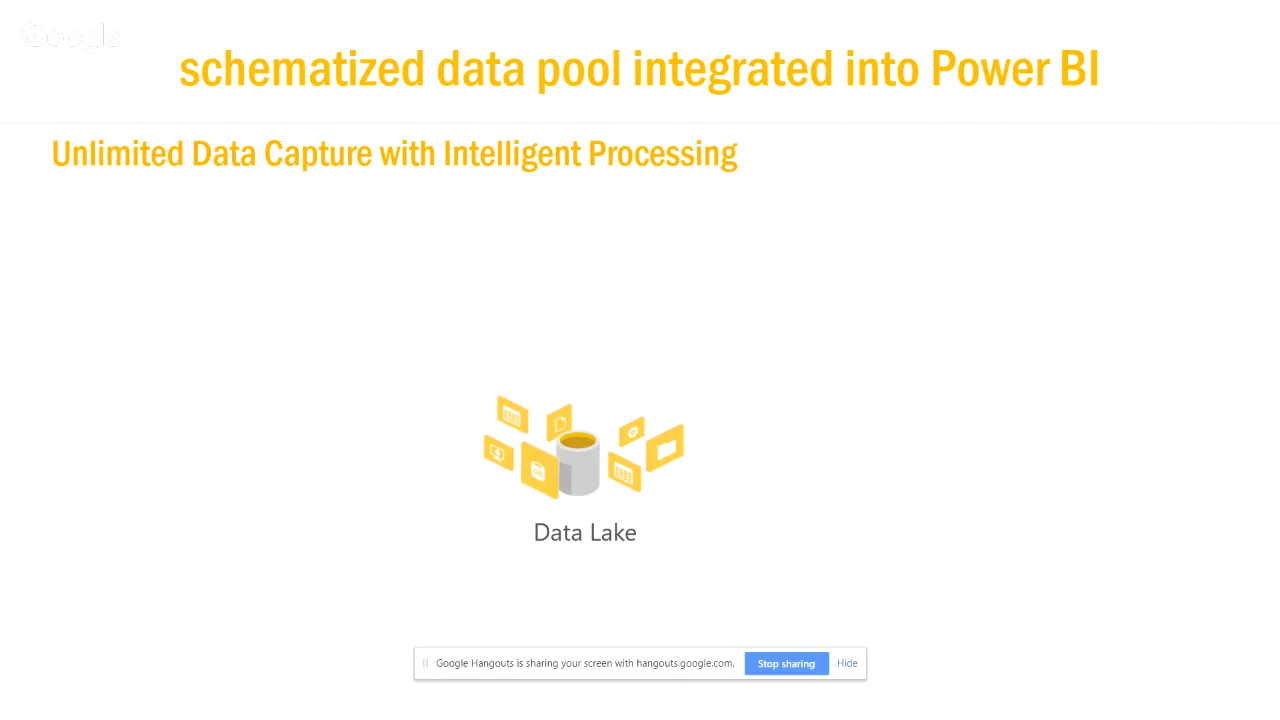 Google
schematized data pool integrated into Power BI
Unlimited Data Capture with Intelligent Processing
Data Lake
Google Hangouts is sharing your screen with hangouts.google.com.
Stop sharing
Hide